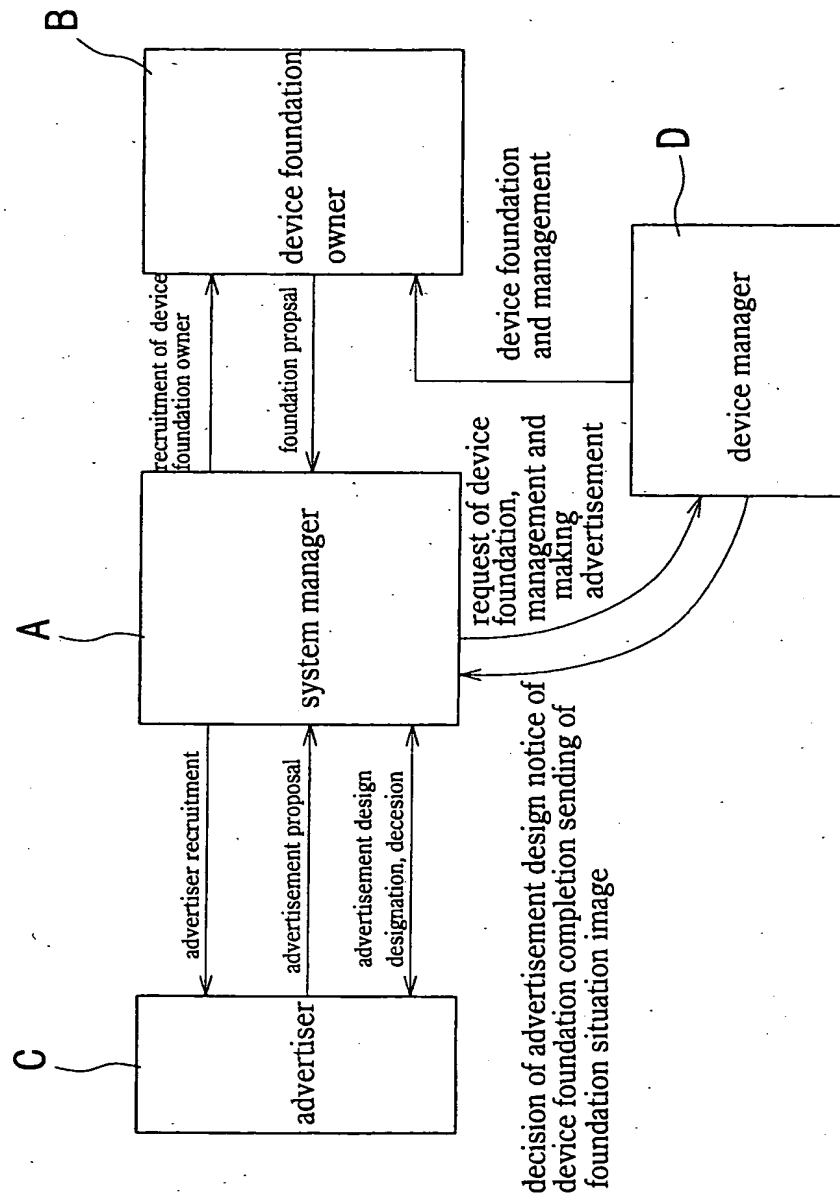 A
B
C
D
advertiser
advertiser recruitment
advertisement proposal
advertisement design
designation, decesion
system manager
recruitment of device
foundation owner
foundation propsal
device foundation
owner
request of device
foundation,
management and
making
advertisement
device foundation
and management
device manager
decision of advertisement design notice of
device foundation completion sending of
foundation situation image